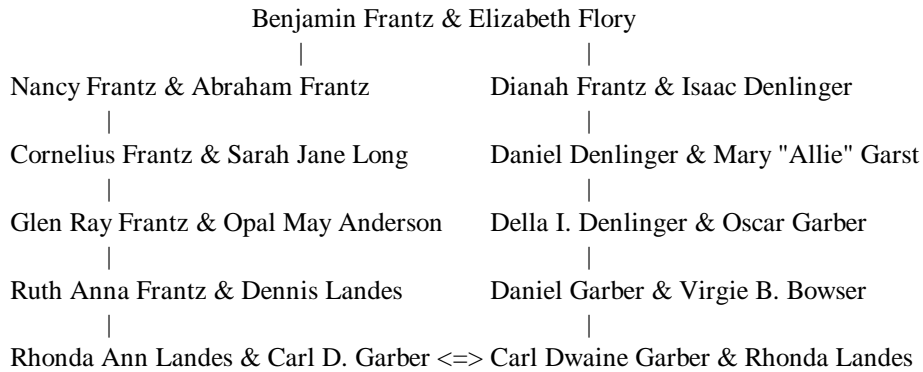 Benjamin Frantz & Elizabeth Flory
Nancy Frantz & Abraham Frantz Dianah Frantz & Isaac Denlinger
Cornelius Frantz & Sarah Jane Long Daniel Denlinger & Mary "Allie" Garst
Glen Ray Frantz & Opal May Anderson Della I. Denlinger & Oscar Garber
Ruth Anna Frantz & Dennis Landes Daniel Garber & Virgie B. Bowser
Rhonda Ann Landes & Carl D. Garber <=> Carl Dwaine Garber & Rhonda Landes